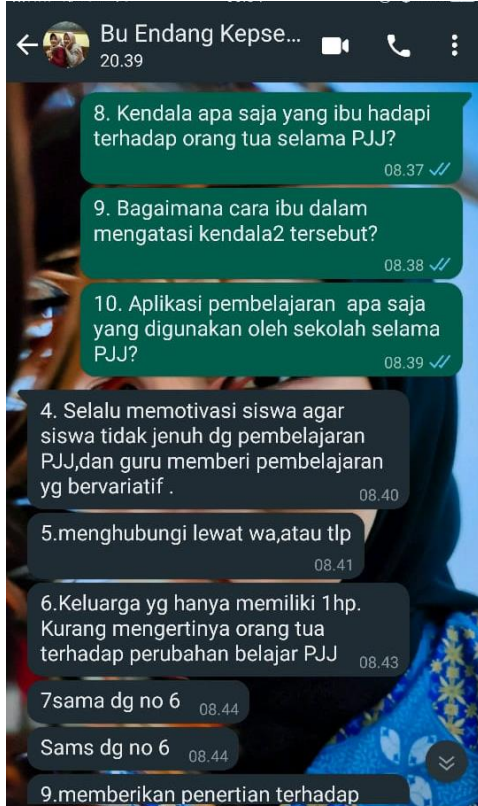 Bu Endang Kepse...
20.39
8. Kendala apa saja yang ibu hadapi
terhadap orang tua selama PJJ?
08.37
9. Bagaimana cara ibu dalam
mengatasi kendala2 tersebut?
08.38
10. Aplikasi pembelajaran apa saja
yang digunakan oleh sekolah selama
PJJ?
08.39
4. Selalu memotivasi siswa agar
siswa tidak jenuh dg pembelajaran
PJJ,dan guru memberi pembelajaran
yg bervariatif .
08.40
5.menghubungi lewat wa,atau tlp
08.41
6.Keluarga yg hanya memiliki 1hp.
Kurang mengertinya orang tua
terhadap perubahan belajar PJJ
08.43
7sama dg no 6
08.44
Sams dg no 6
08.44
9.memberikan penertian terhadap